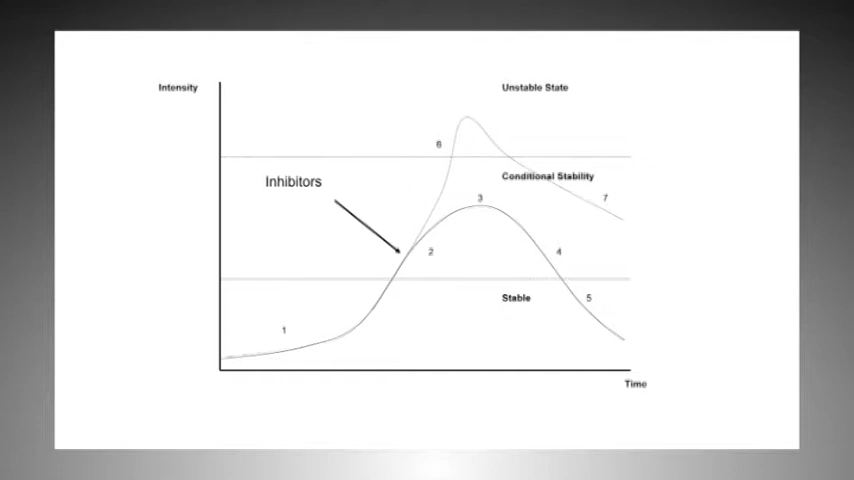 Intensity
Unstable State
6
Conditional Stability
Inhibitors
7
3
2
4
Stable
5
1
Time